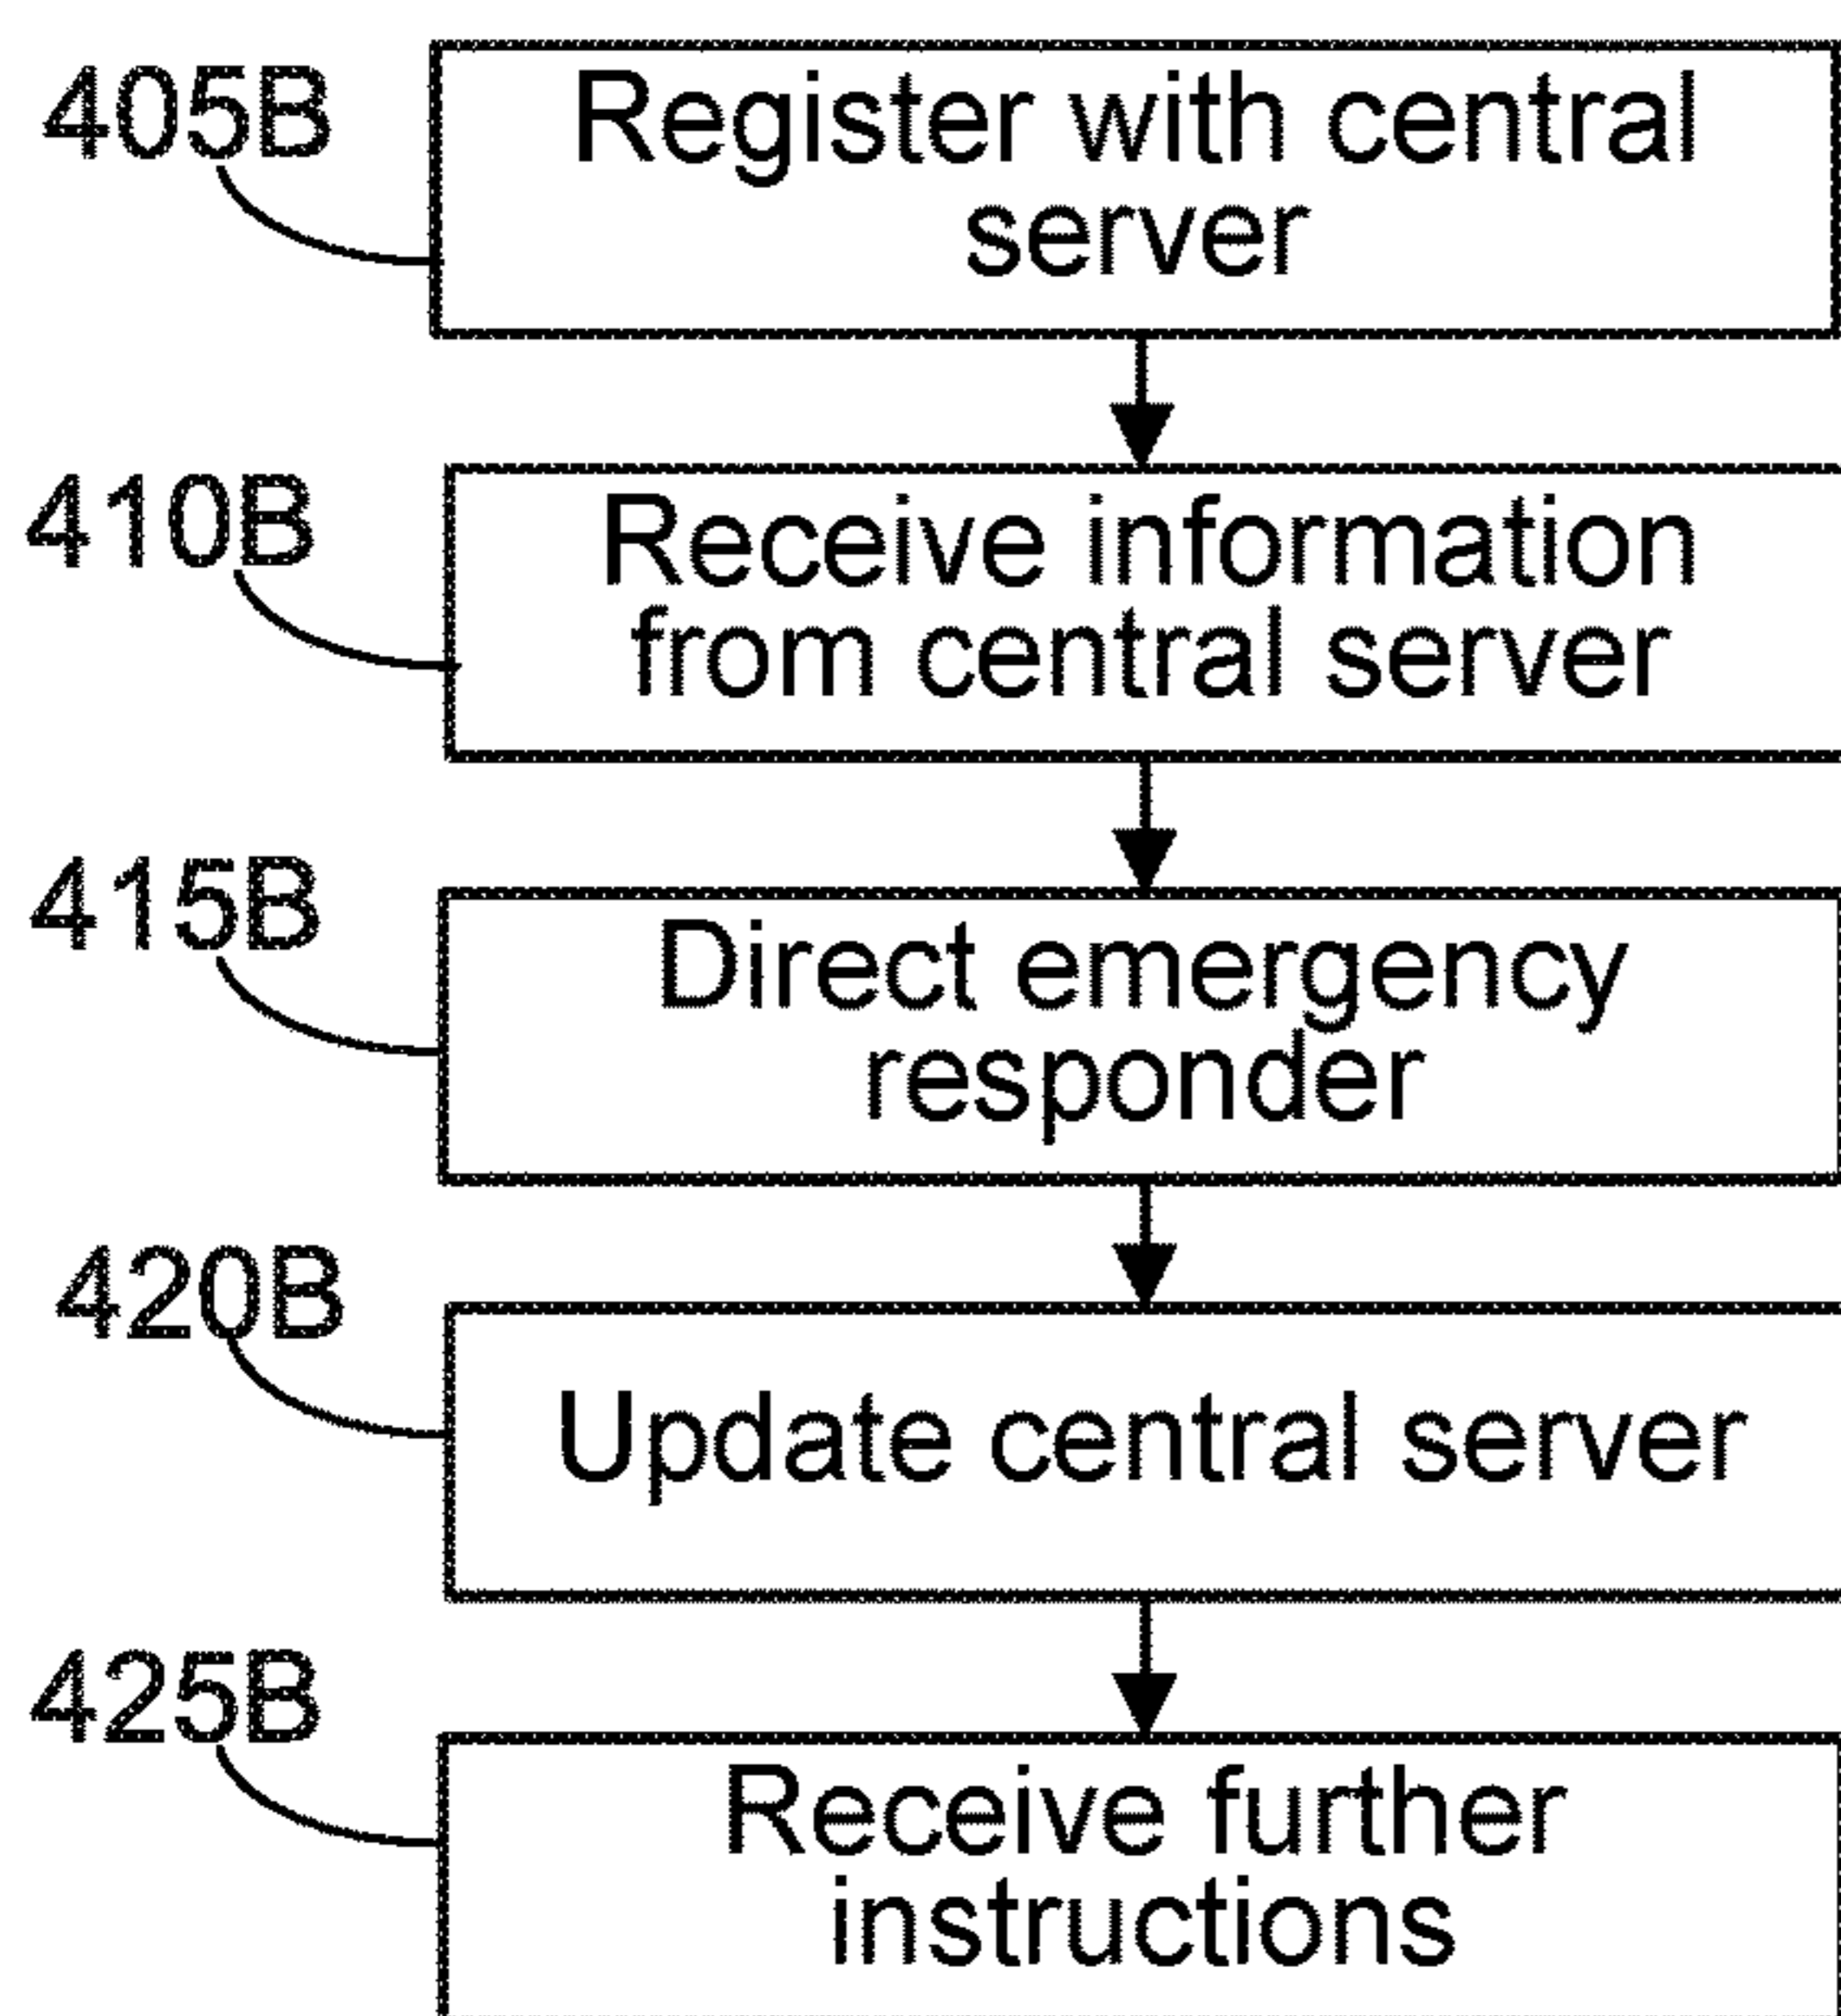 405B
Register with central
server
410B
Receive information
from central server
415B
Direct emergency
responder
420B
Update central server
425B
Receive further
instructions